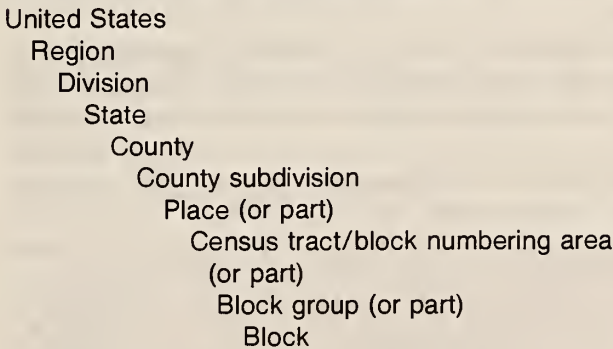 United States
Region
Division
State
County
County subdivision
Place (or part)
Census tract/block numbering area
(or part)
Block group (or part)
Block